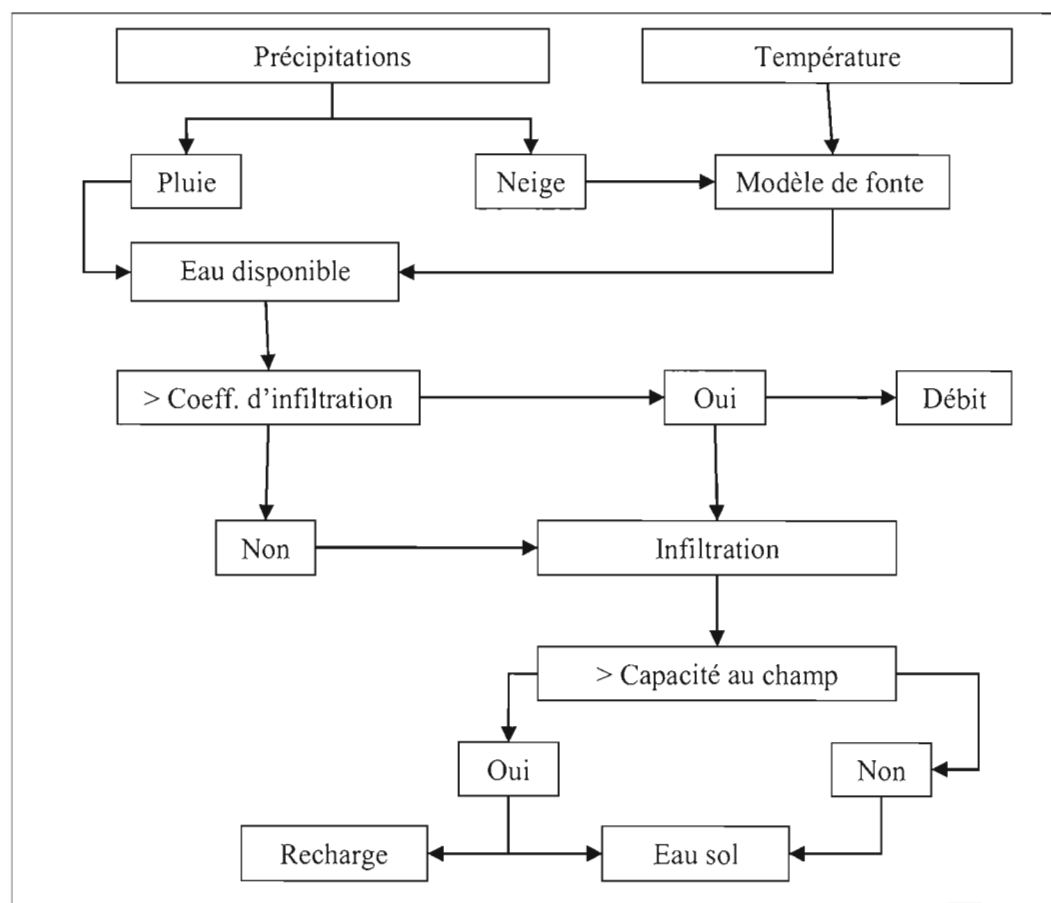 Précipitations
Température
Pluie
Neige
Modèle de fonte
Eau disponible
> Coeff. d'infiltration
Oui
Débit
Non
Infiltration
> Capacité au champ
Oui
Non
Recharge
Eau sol